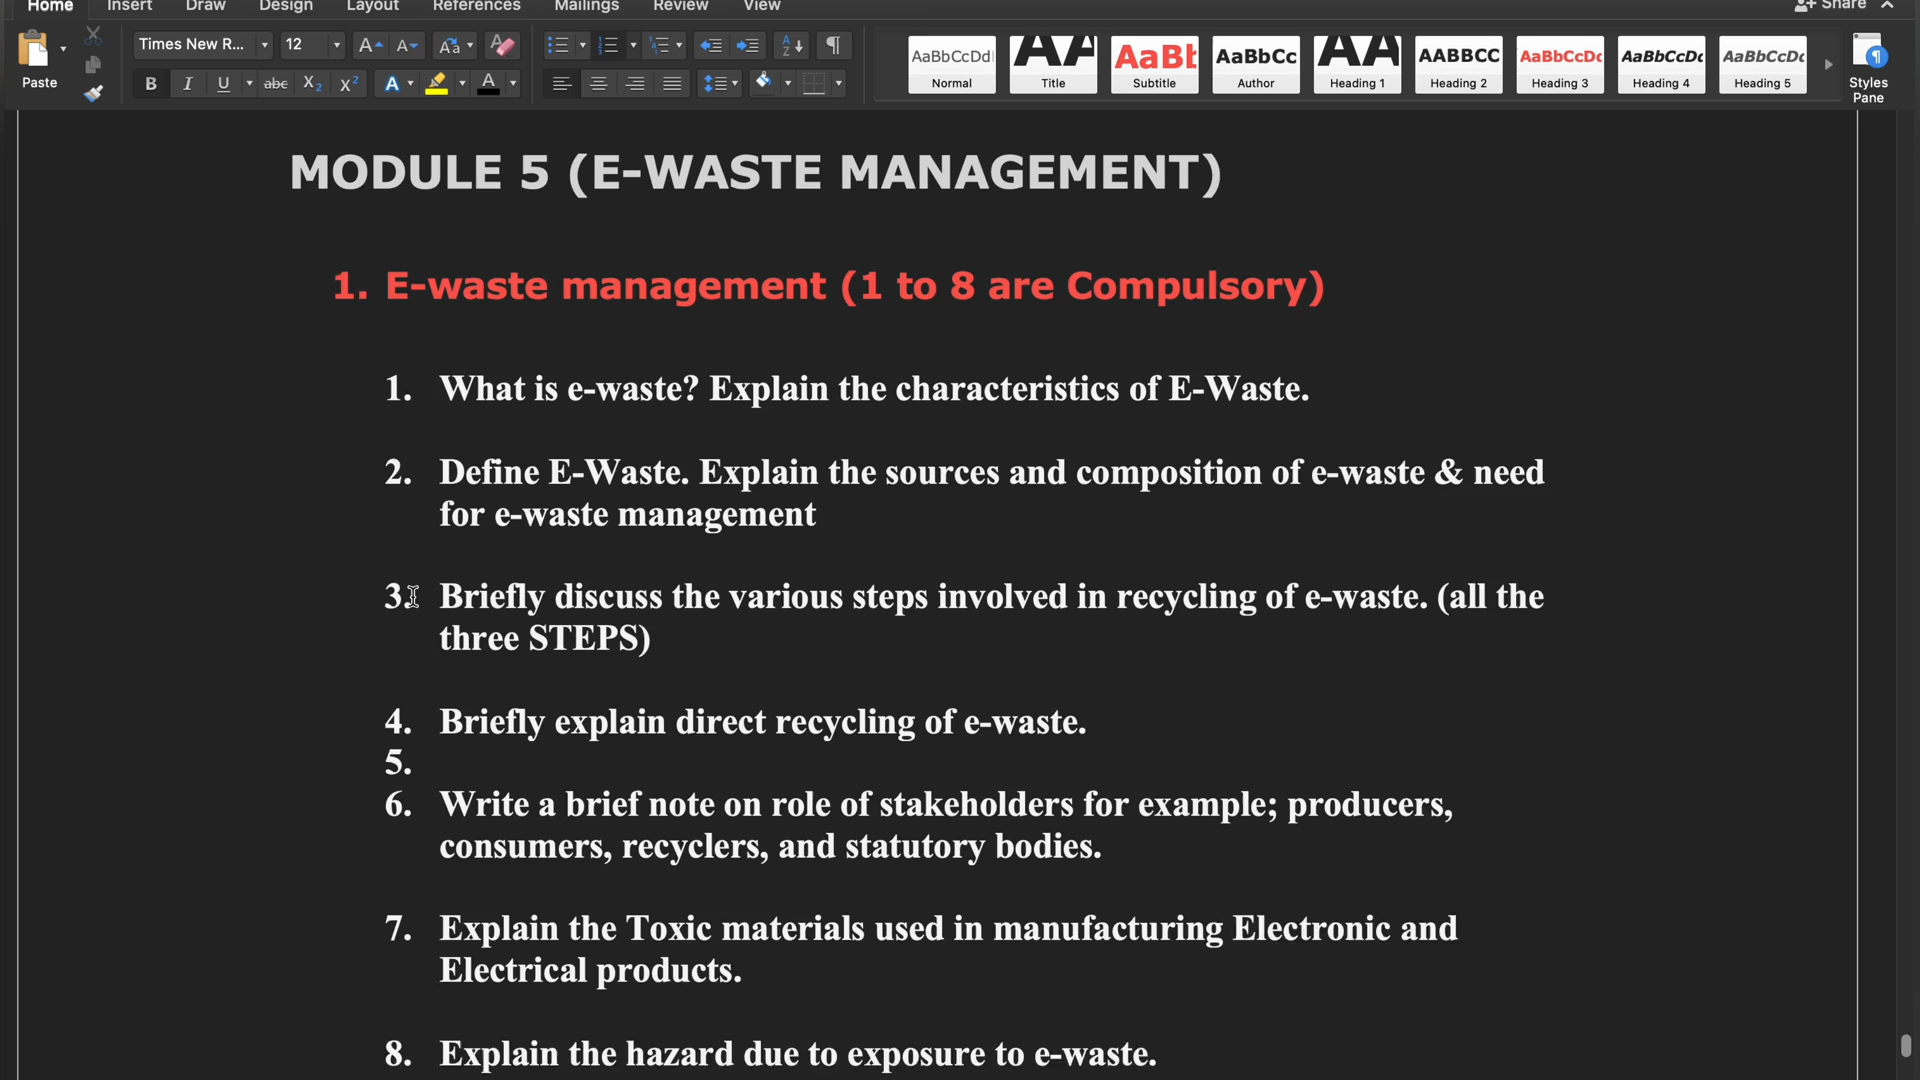 Home Insert Draw Design Layout References Mailings Review View Share
Times New R... 12
Paste
AaBbCcDd AaBb AaBbCc AABBCC AaBbCcDc AaBbCcDc AaBbCcDc
Normal Title Subtitle Author Heading 1 Heading 2 Heading 3 Heading 4 Heading 5
Styles
Pane
MODULE 5 (E-WASTE MANAGEMENT)
1. E-waste management (1 to 8 are Compulsory)
1. What is e-waste? Explain the characteristics of E-Waste.
2. Define E-Waste. Explain the sources and composition of e-waste & need
for e-waste management
3. Briefly discuss the various steps involved in recycling of e-waste. (all the
three STEPS)
4. Briefly explain direct recycling of e-waste.
5.
6. Write a brief note on role of stakeholders for example; producers,
consumers, recyclers, and statutory bodies.
7. Explain the Toxic materials used in manufacturing Electronic and
Electrical products.
8. Explain the hazard due to exposure to e-waste.